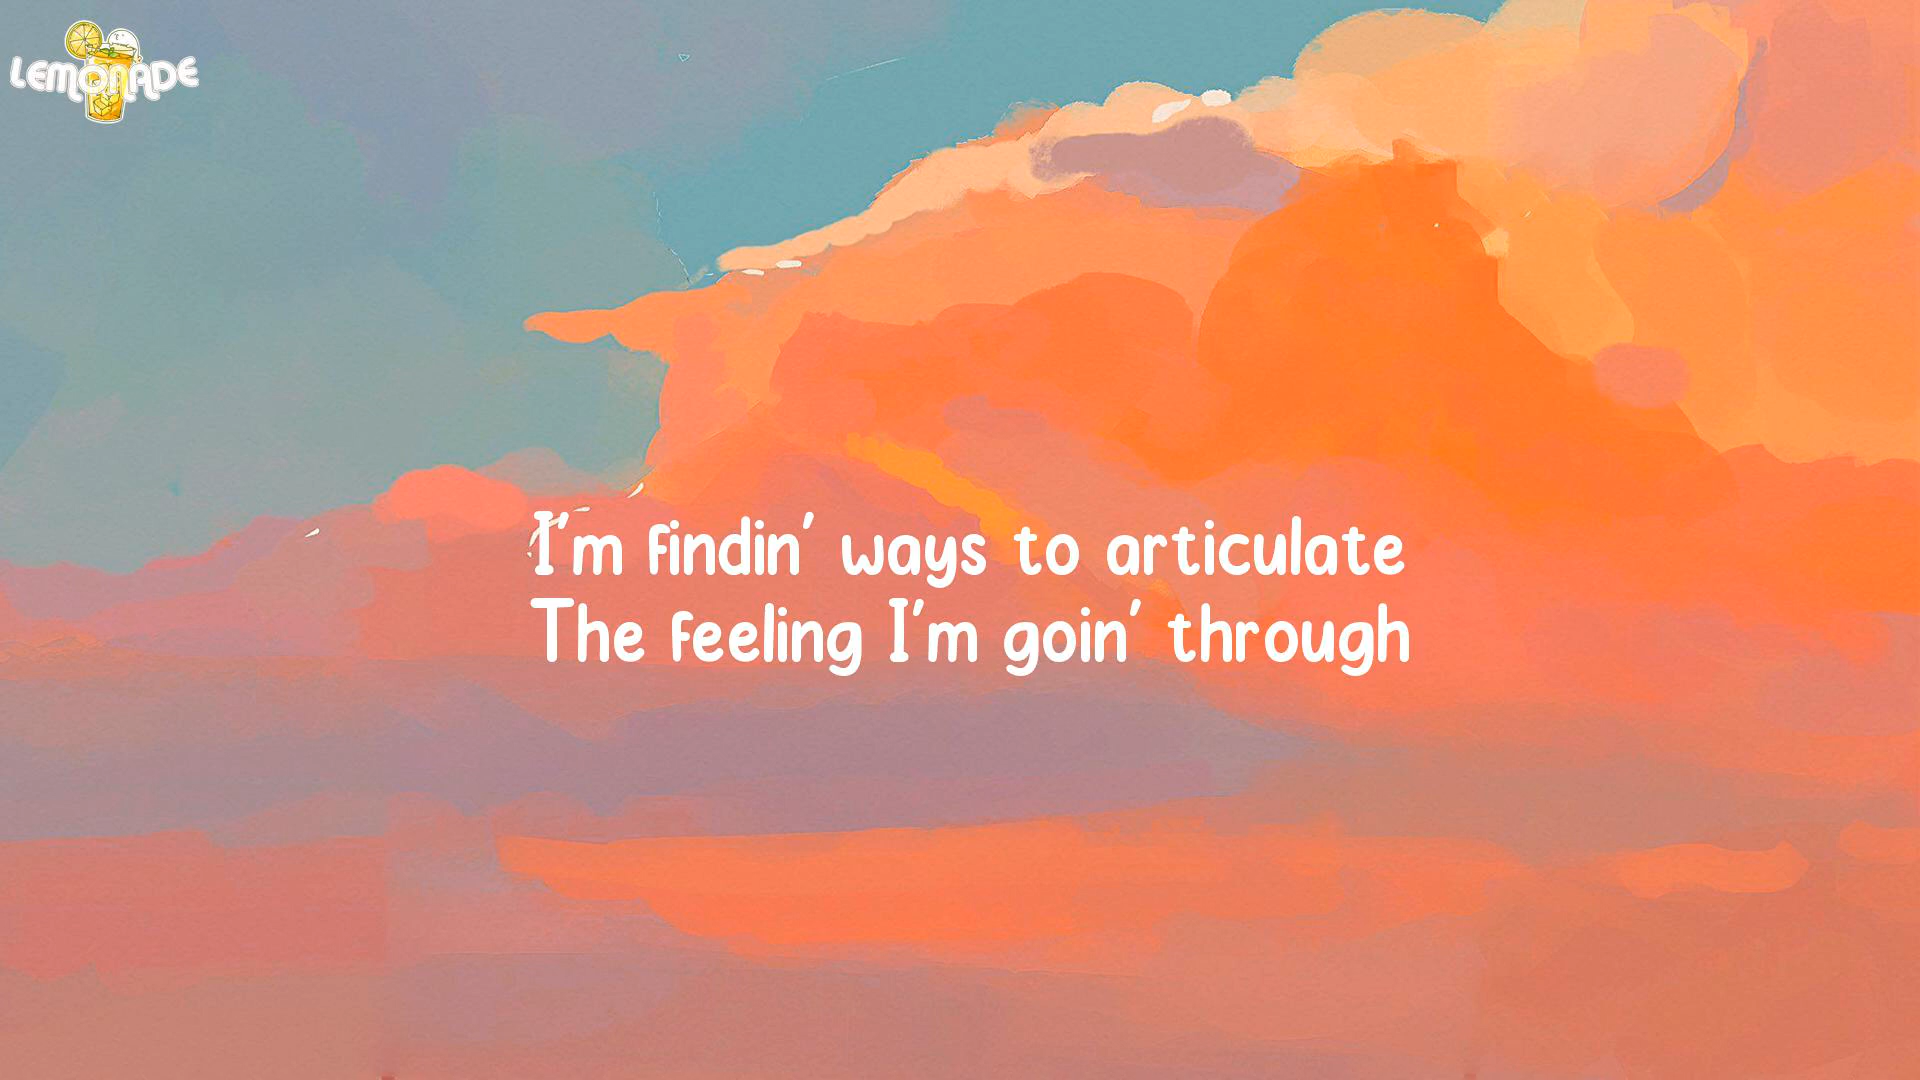 LEMONADE
I'm findin' ways to articulate
The feeling I'm goin' through